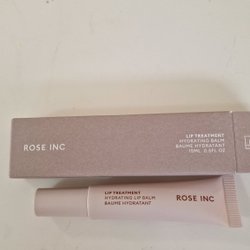 ROSE INC
LIP TREATMENT
HYDRATING BALM
BAUME HYDRATANT
10ML 0.5FL OZ
LIP TREATMENT
HYDRATING LIP BALM
BAUME HYDRATANT
ROSE INC